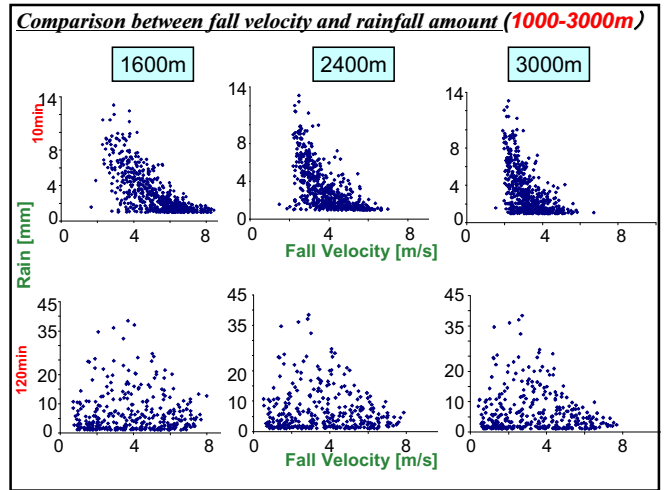 Comparison between fall velocity and rainfall amount (1000-3000m)
1600m 2400m 3000m
10min
14 14 14
12 12 12
8 8 8
4 4 4
0 0 0
0 4 8 0 4 8 0 4 8
Rain [mm]
Fall Velocity [m/s]
120min
45 45 45
35 35 35
20 20 20
10 10 10
0 0 0
0 4 8 0 4 8 0 4 8
Fall Velocity [m/s]